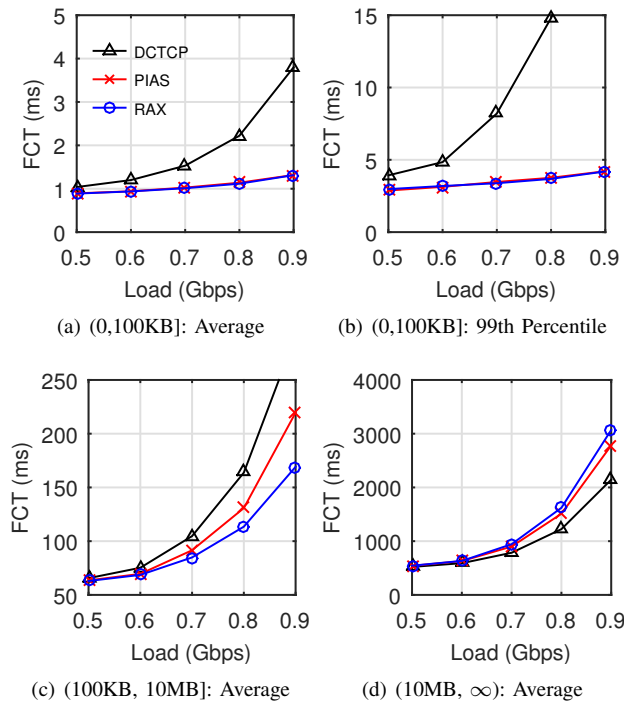 5
4
3
2
1
0
FCT (ms)
DCTCP
PIAS
RAX
0.5 0.6 0.7 0.8 0.9
Load (Gbps)
(a) (0,100KB]: Average
15
10
5
0
FCT (ms)
0.5 0.6 0.7 0.8 0.9
Load (Gbps)
(b) (0,100KB]: 99th Percentile
250
200
150
100
50
FCT (ms)
0.5 0.6 0.7 0.8 0.9
Load (Gbps)
(c) (100KB, 10MB]: Average
4000
3000
2000
1000
0
FCT (ms)
0.5 0.6 0.7 0.8 0.9
Load (Gbps)
(d) (10MB, ∞): Average